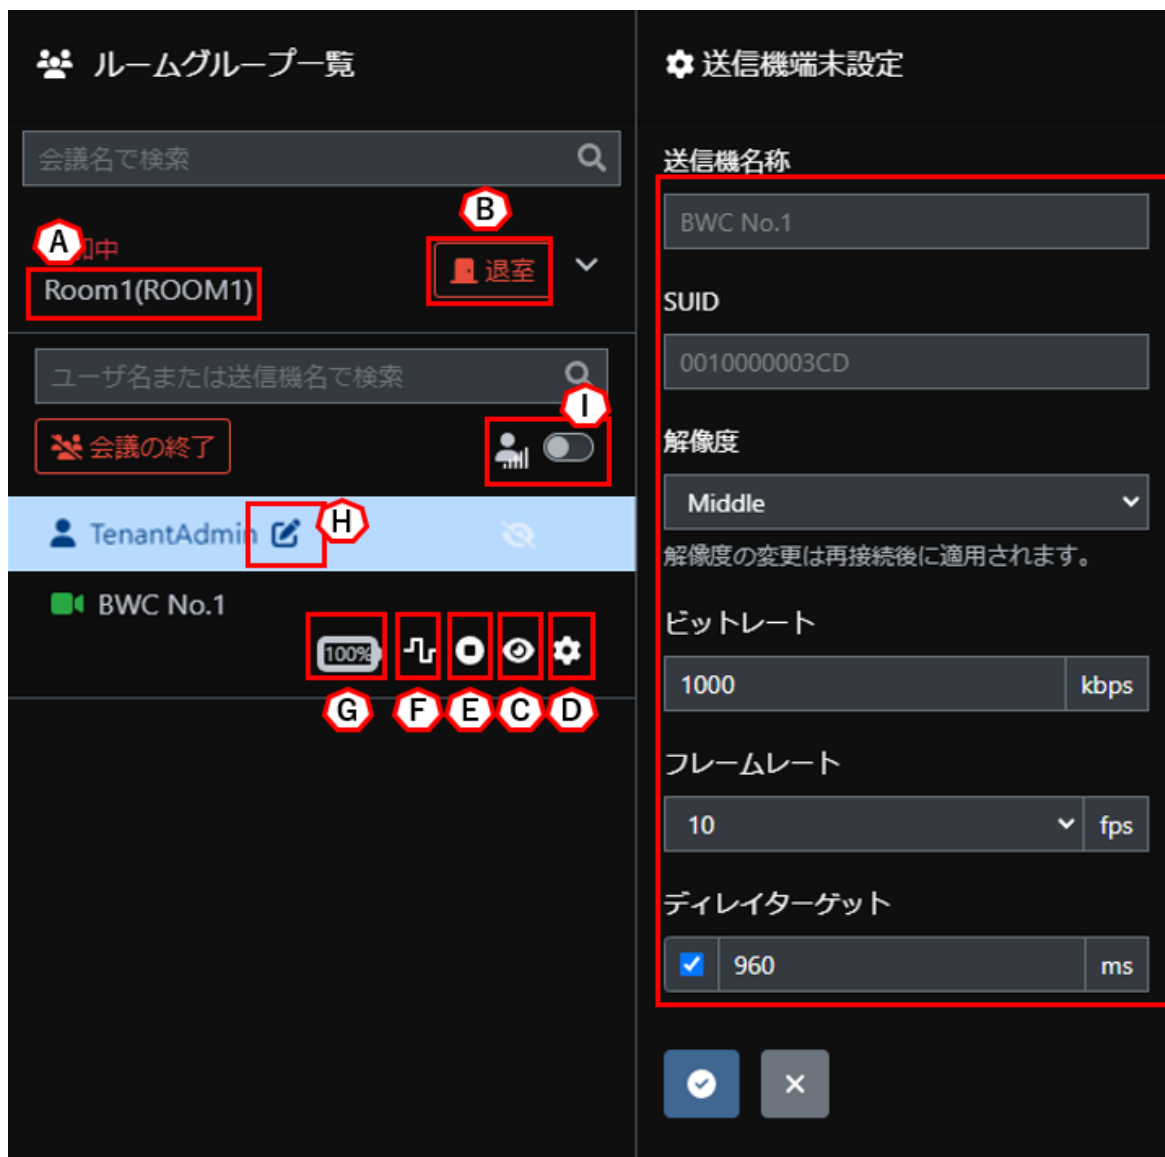 ルームグループ一覧
会議名で検索
A
中
B
Room1(ROOM1)
退室
ユーザ名または送信機名で検索
I
会議の終了
TenantAdmin
H
BWC No.1
100%
G
F
E
C
D
送信機端末設定
送信機名称
BWC No.1
SUID
0010000003CD
解像度
Middle
解像度の変更は再接続後に適用されます。
ビットレート
1000 kbps
フレームレート
10 fps
ディレイターゲット
960 ms